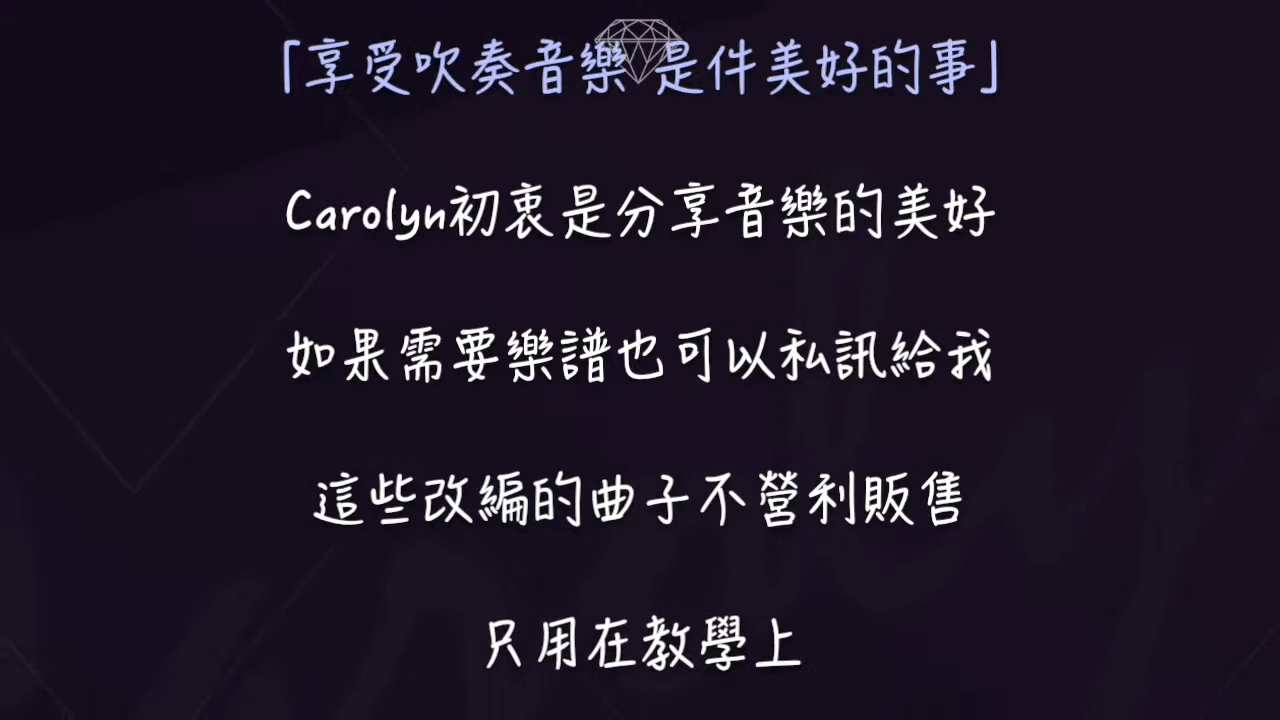 「享受吹奏音樂 是件美好的事」
Carolyn初衷是分享音樂的美好
如果需要樂譜也可以私訊給我
這些改編的曲子不營利販售
只用在教學上